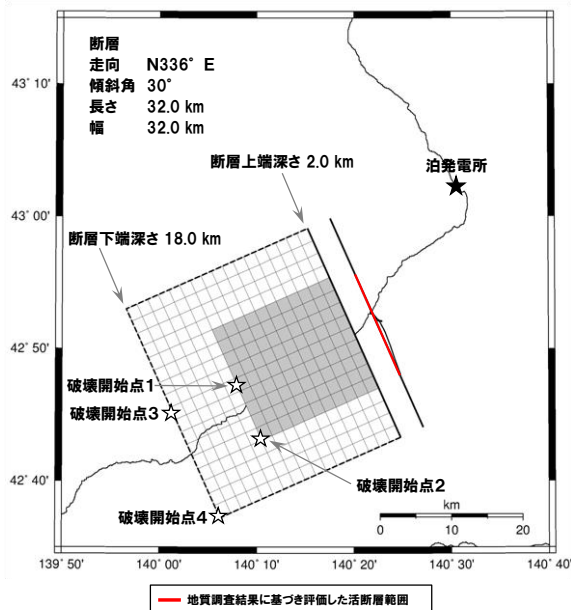 断層
走向 N336° E
傾斜角 30°
長さ 32.0 km
幅 32.0 km
43° 10'
断層上端深さ 2.0 km
泊発電所
43° 00'
断層下端深さ 18.0 km
42° 50'
破壊開始点1
破壊開始点3
42° 40'
破壊開始点2
破壊開始点4
km
0 10 20
139° 50' 140° 00' 140° 10' 140° 20' 140° 30' 140° 40'
地質調査結果に基づき評価した活断層範囲